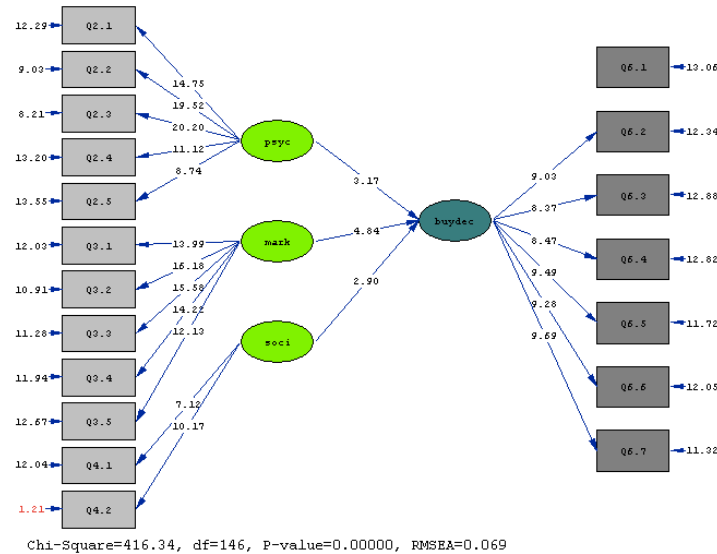 12.29 Q2.1
9.03 Q2.2
8.21 Q2.3
13.20 Q2.4
13.55 Q2.5
12.03 Q3.1
10.91 Q3.2
11.28 Q3.3
11.94 Q3.4
12.67 Q3.5
12.04 Q4.1
1.21 Q4.2
14.75
19.52
20.20
11.12
8.74
13.99
16.18
15.58
14.22
12.13
7.12
10.17
psyc
mark
soci
3.17
4.84
2.90
buydec
9.03
8.37
8.47
9.49
9.28
9.69
Q6.1 13.06
Q6.2 12.34
Q6.3 12.88
Q6.4 12.82
Q6.5 11.72
Q6.6 12.05
Q6.7 11.32
Chi-Square=416.34, df=146, P-value=0.00000, RMSEA=0.069